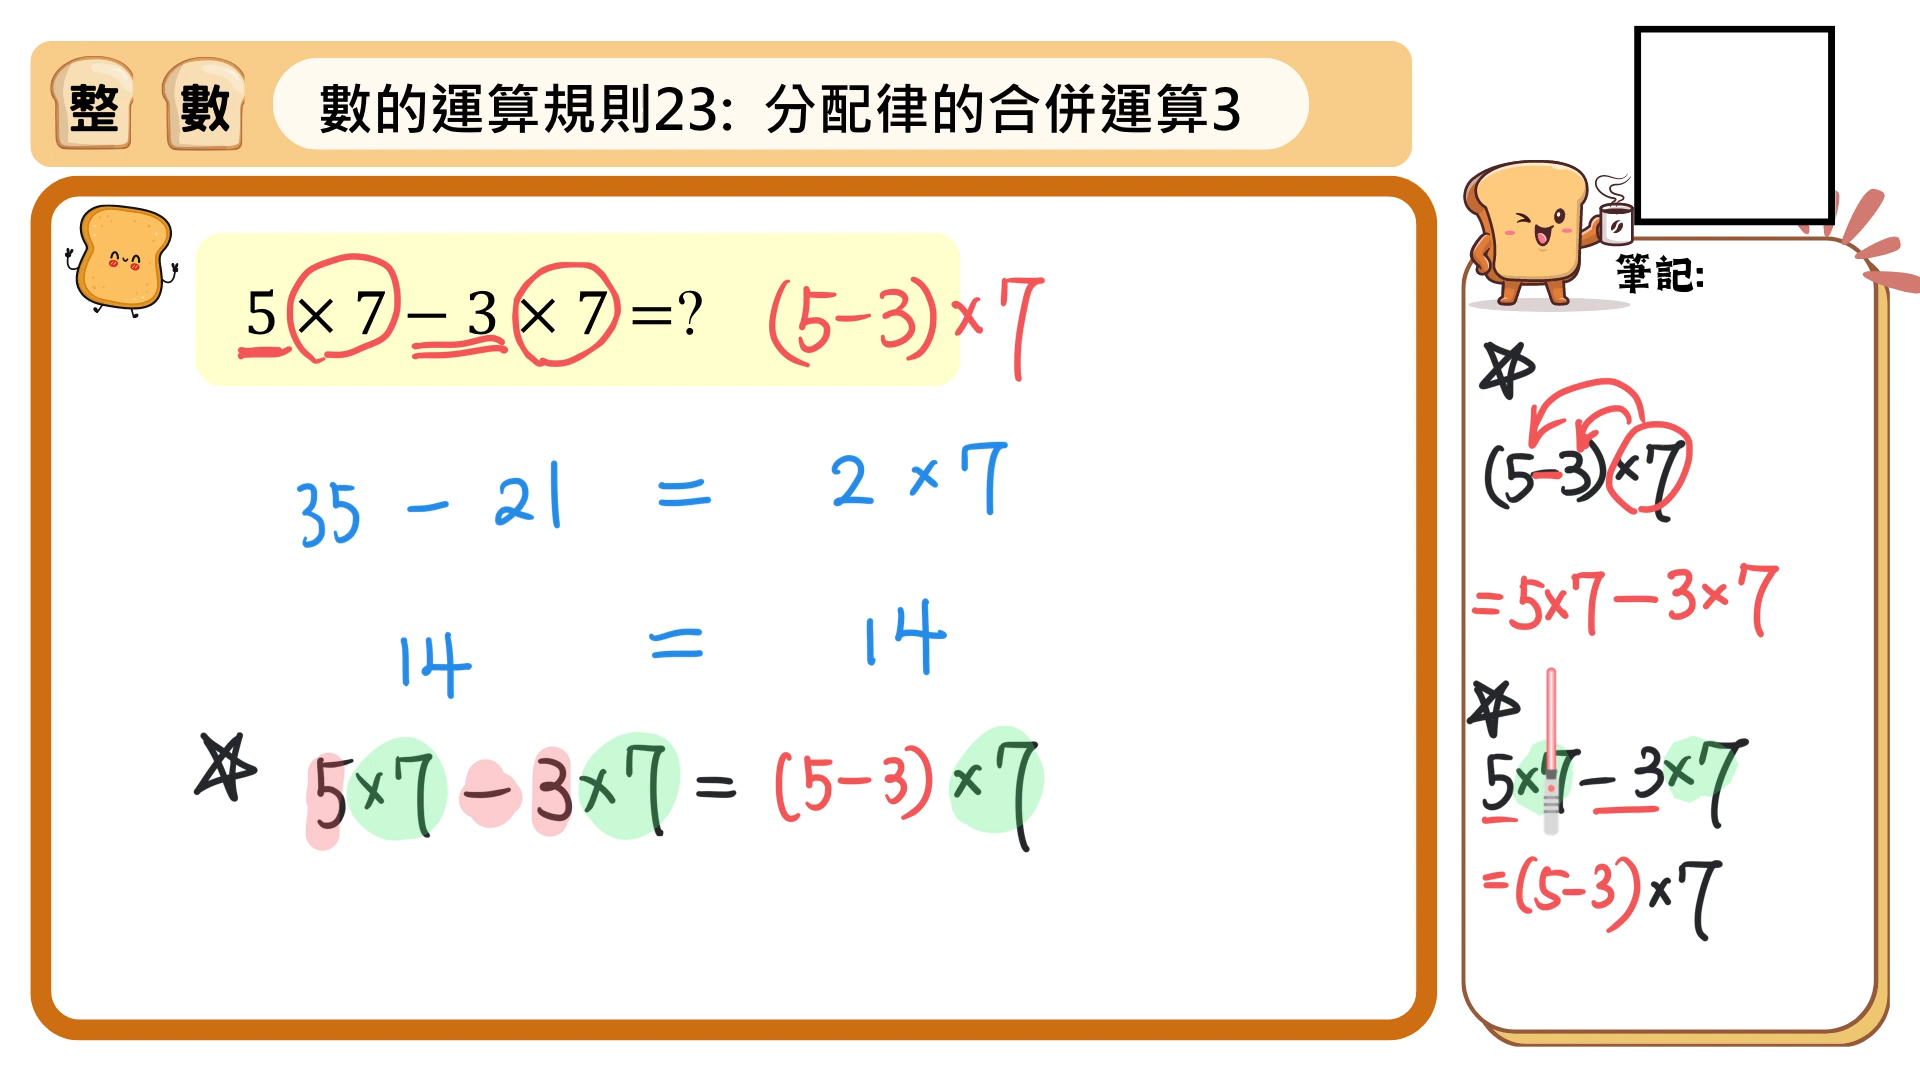 整 數 數的運算規則23: 分配律的合併運算3
5 × 7 − 3 × 7 =? (5-3)×7
35 - 21 = 2 × 7
14 = 14
5×7 - 3×7 = (5-3)×7
筆記:
(5-3)×7
=5×7-3×7
5×7-3×7
=(5-3)×7